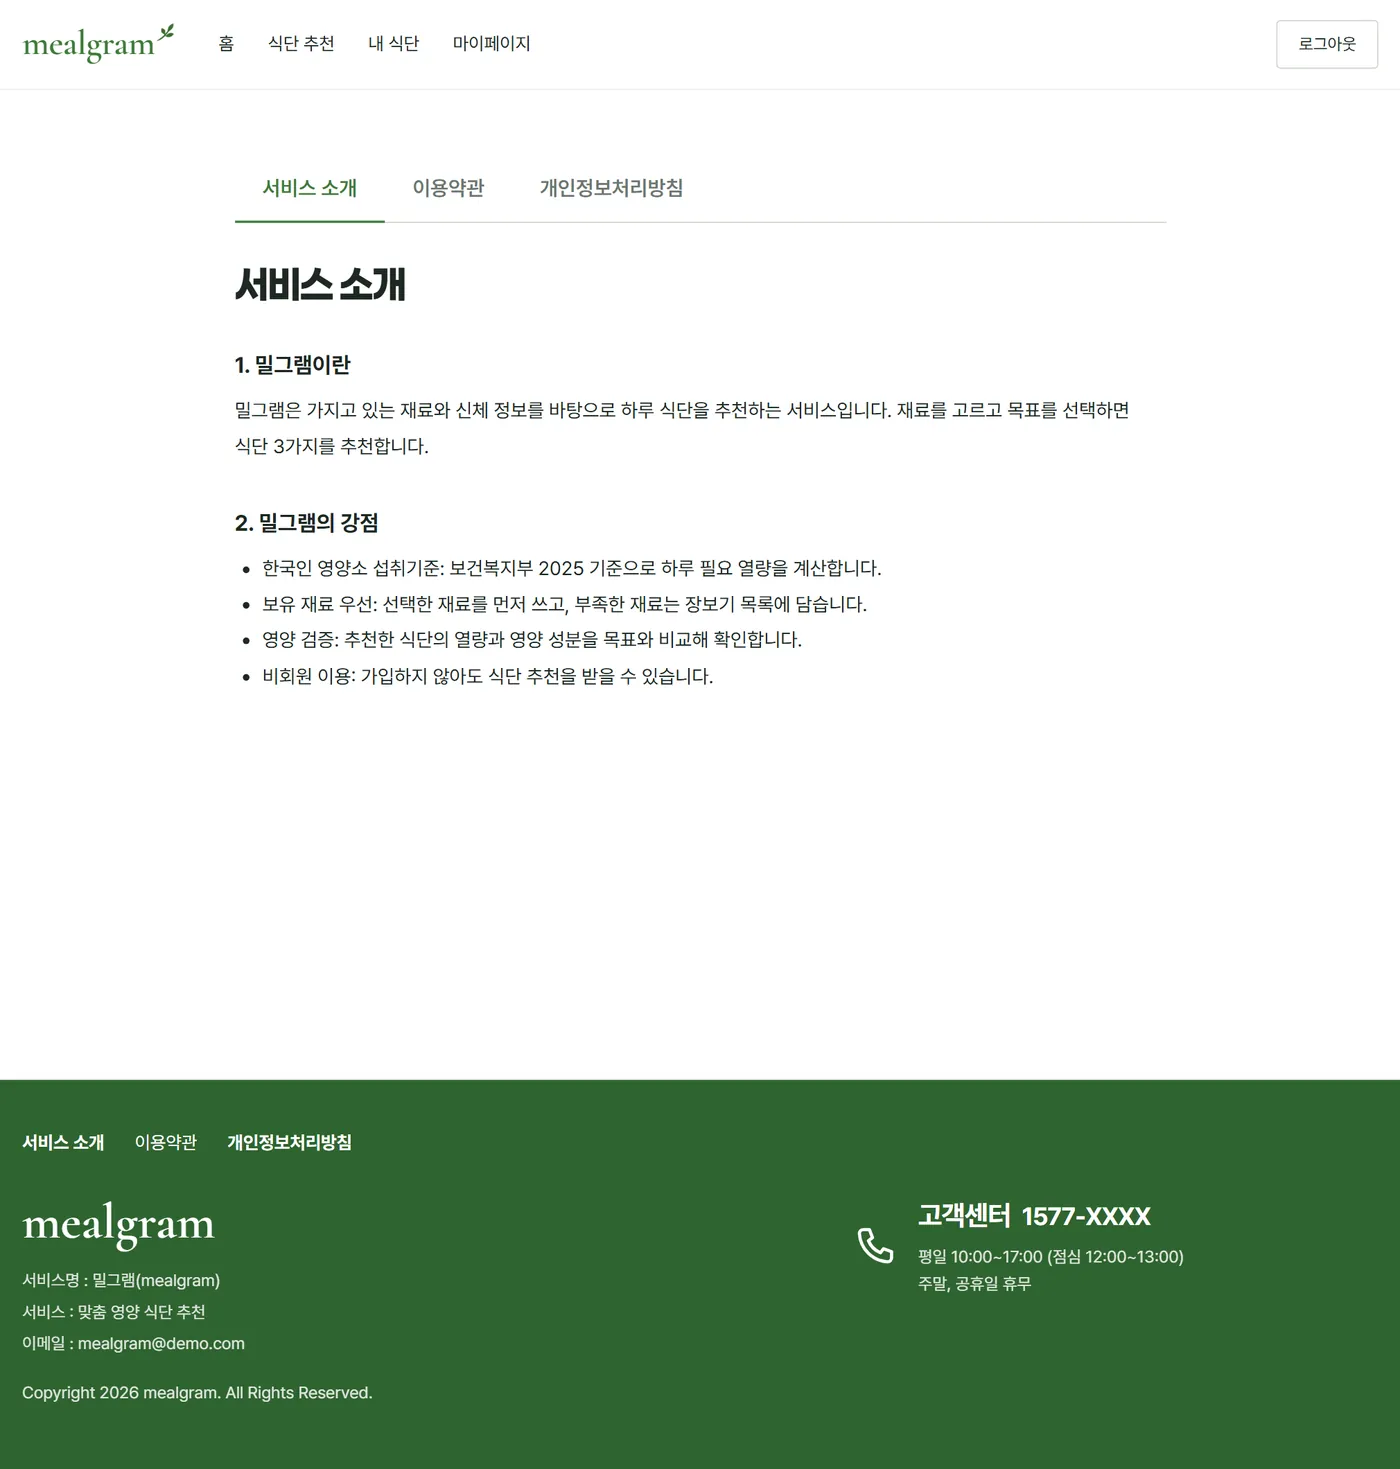 mealgram 홈 식단 추천 내 식단 마이페이지 로그아웃
서비스 소개 이용약관 개인정보처리방침
서비스 소개
1. 밀그램이란
밀그램은 가지고 있는 재료와 신체 정보를 바탕으로 하루 식단을 추천하는 서비스입니다. 재료를 고르고 목표를 선택하면
식단 3가지를 추천합니다.
2. 밀그램의 강점
• 한국인 영양소 섭취기준: 보건복지부 2025 기준으로 하루 필요 열량을 계산합니다.
• 보유 재료 우선: 선택한 재료를 먼저 쓰고, 부족한 재료는 장보기 목록에 담습니다.
• 영양 검증: 추천한 식단의 열량과 영양 성분을 목표와 비교해 확인합니다.
• 비회원 이용: 가입하지 않아도 식단 추천을 받을 수 있습니다.
서비스 소개 이용약관 개인정보처리방침
mealgram
서비스명 : 밀그램(mealgram)
서비스 : 맞춤 영양 식단 추천
이메일 : mealgram@demo.com
고객센터 1577-XXXX
평일 10:00~17:00 (점심 12:00~13:00)
주말, 공휴일 휴무
Copyright 2026 mealgram. All Rights Reserved.